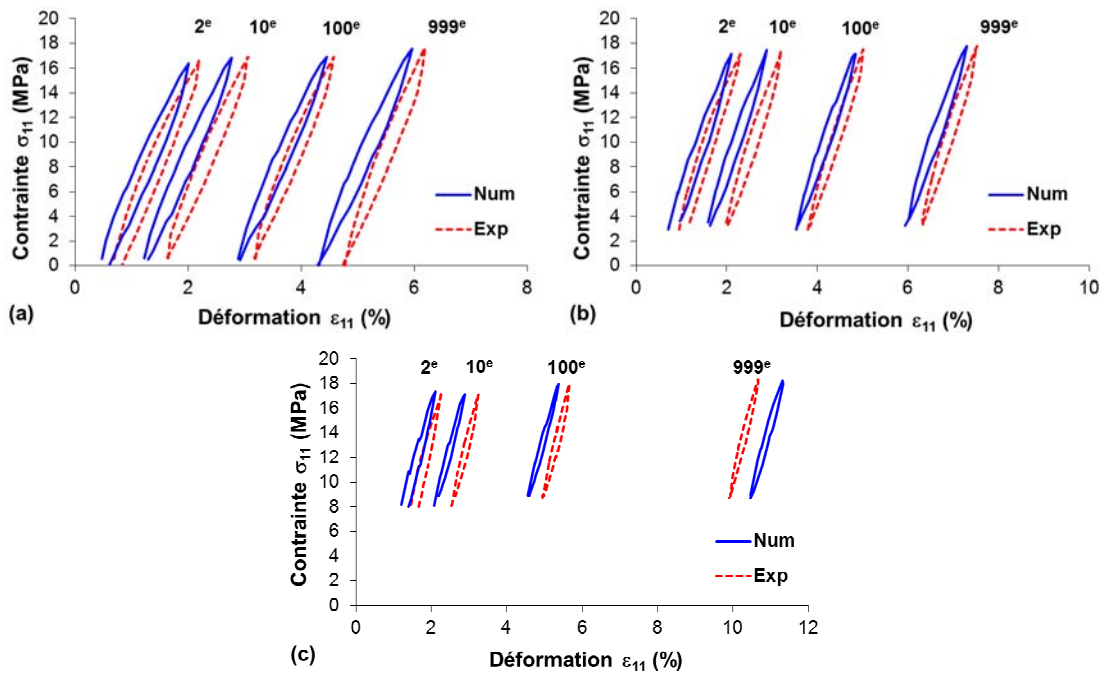 2e 10e 100e 999e
Contrainte σ11 (MPa)
18
16
14
12
10
8
6
4
2
0
Num
Exp
0 2 4 6 8
(a)
Déformation ε11 (%)
2e 10e 100e 999e
Contrainte σ11 (MPa)
20
18
16
14
12
10
8
6
4
2
0
Num
Exp
0 2 4 6 8 10
(b)
Déformation ε11 (%)
2e 10e 100e 999e
Contrainte σ11 (MPa)
20
18
16
14
12
10
8
6
4
2
0
Num
Exp
0 2 4 6 8 10 12
(c)
Déformation ε11 (%)